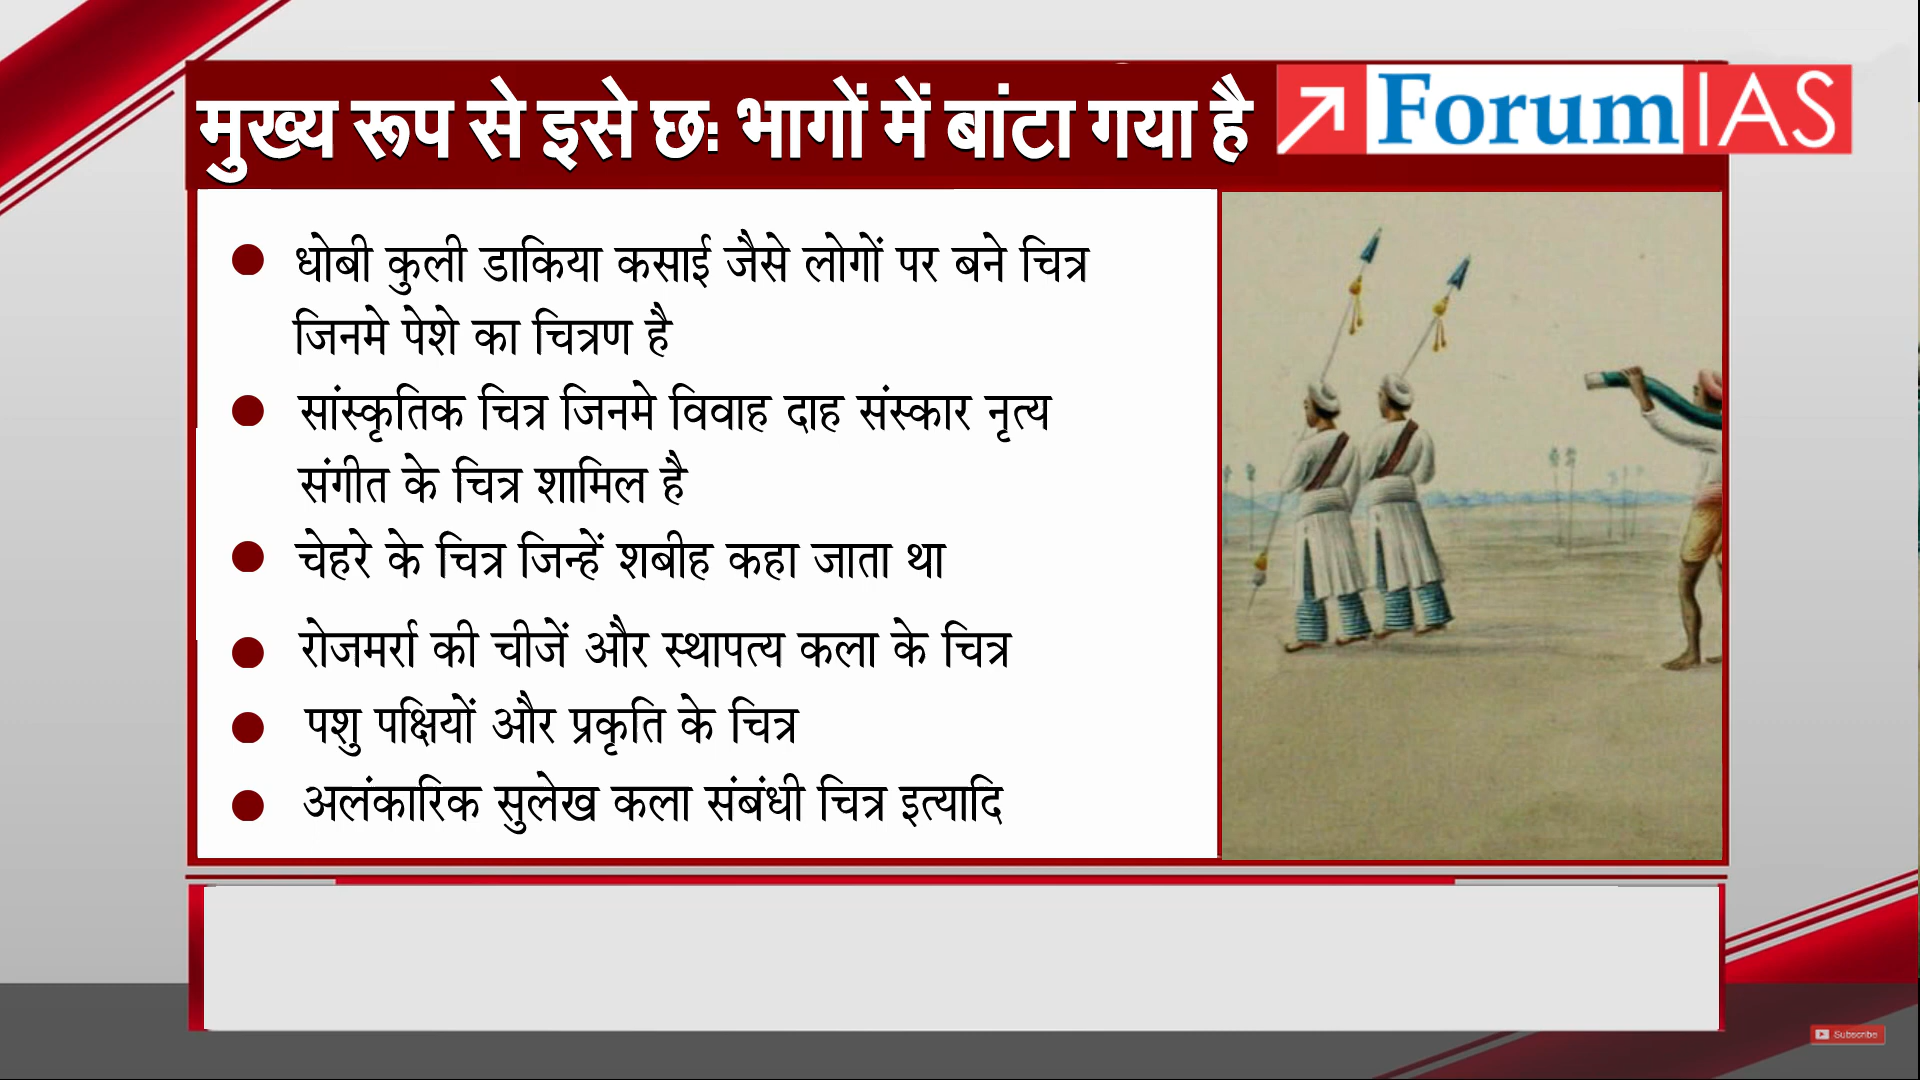 मुख्य रूप से इसे छः भागों में बांटा गया है
ForumIAS
धोबी कुली डाकिया कसाई जैसे लोगों पर बने चित्र
जिनमे पेशे का चित्रण है
सांस्कृतिक चित्र जिनमे विवाह दाह संस्कार नृत्य
संगीत के चित्र शामिल है
चेहरे के चित्र जिन्हें शबीह कहा जाता था
रोजमर्रा की चीजें और स्थापत्य कला के चित्र
पशु पक्षियों और प्रकृति के चित्र
अलंकारिक सुलेख कला संबंधी चित्र इत्यादि
Subscribe